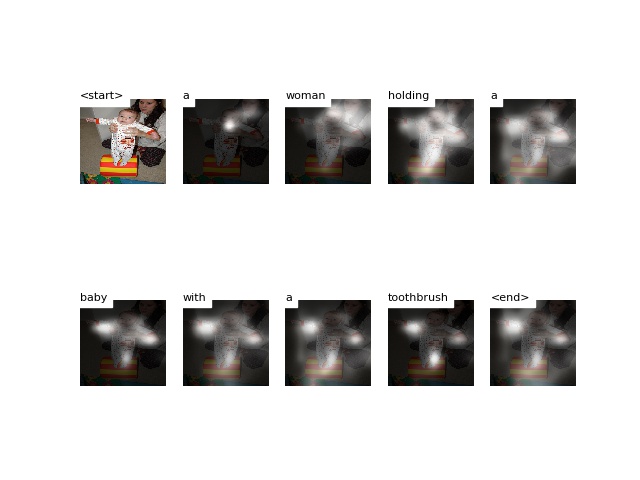 <start> a woman holding a
baby with a toothbrush <end>